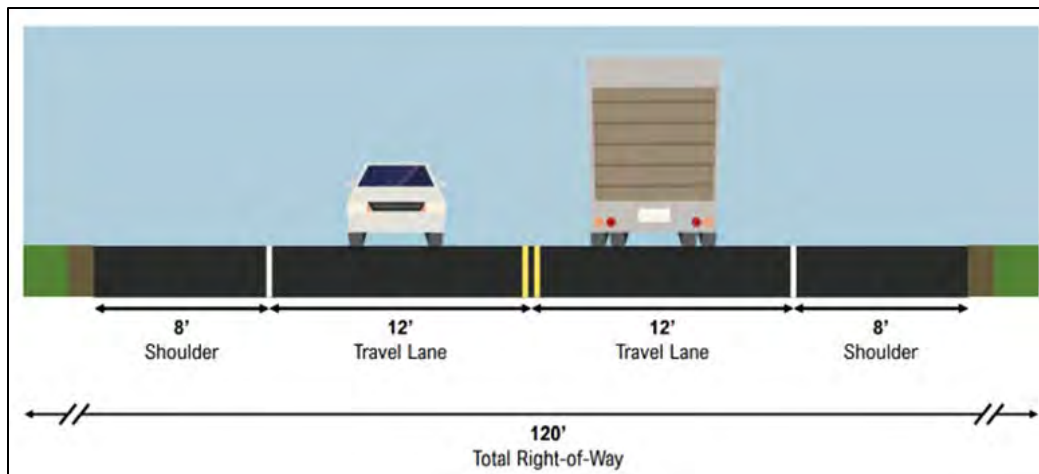 8’ 12’ 12’ 8’
Shoulder Travel Lane Travel Lane Shoulder
120’
Total Right-of-Way